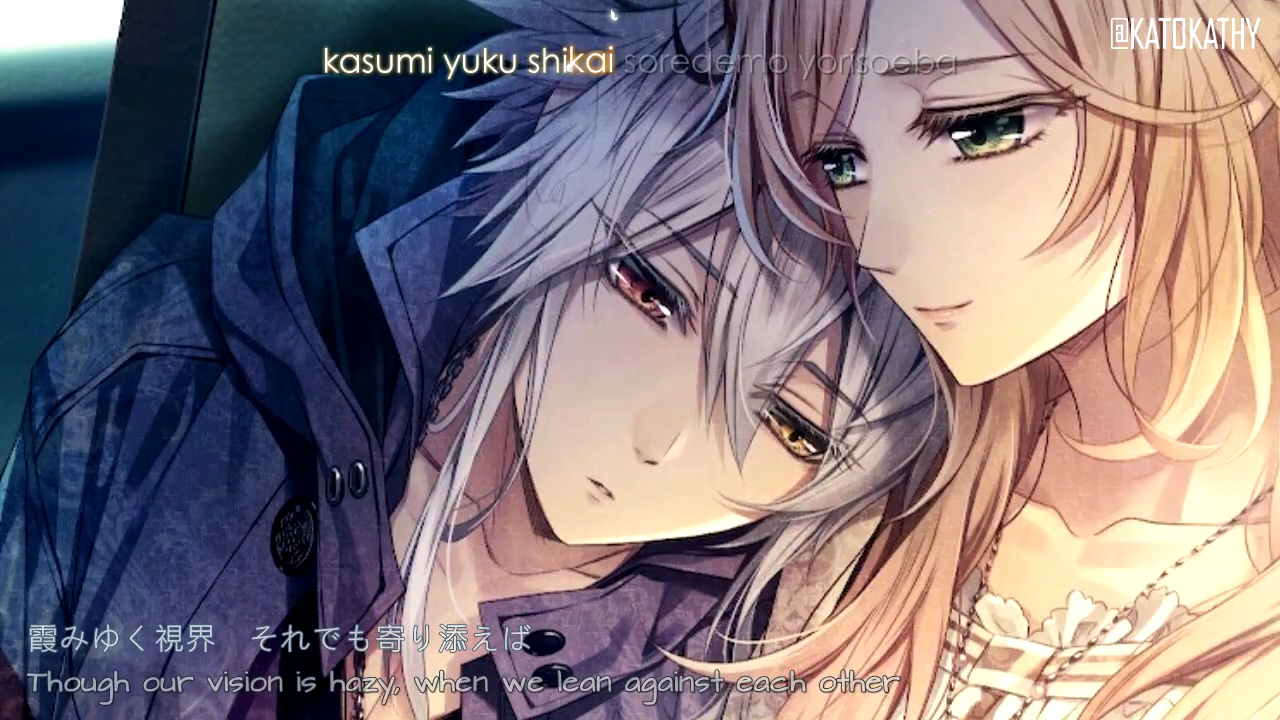 @KATOKATHY
kasumi yuku shikai soredemo yorisoeba
霞みゆく視界　それでも寄り添えば
Though our vision is hazy, when we lean against each other